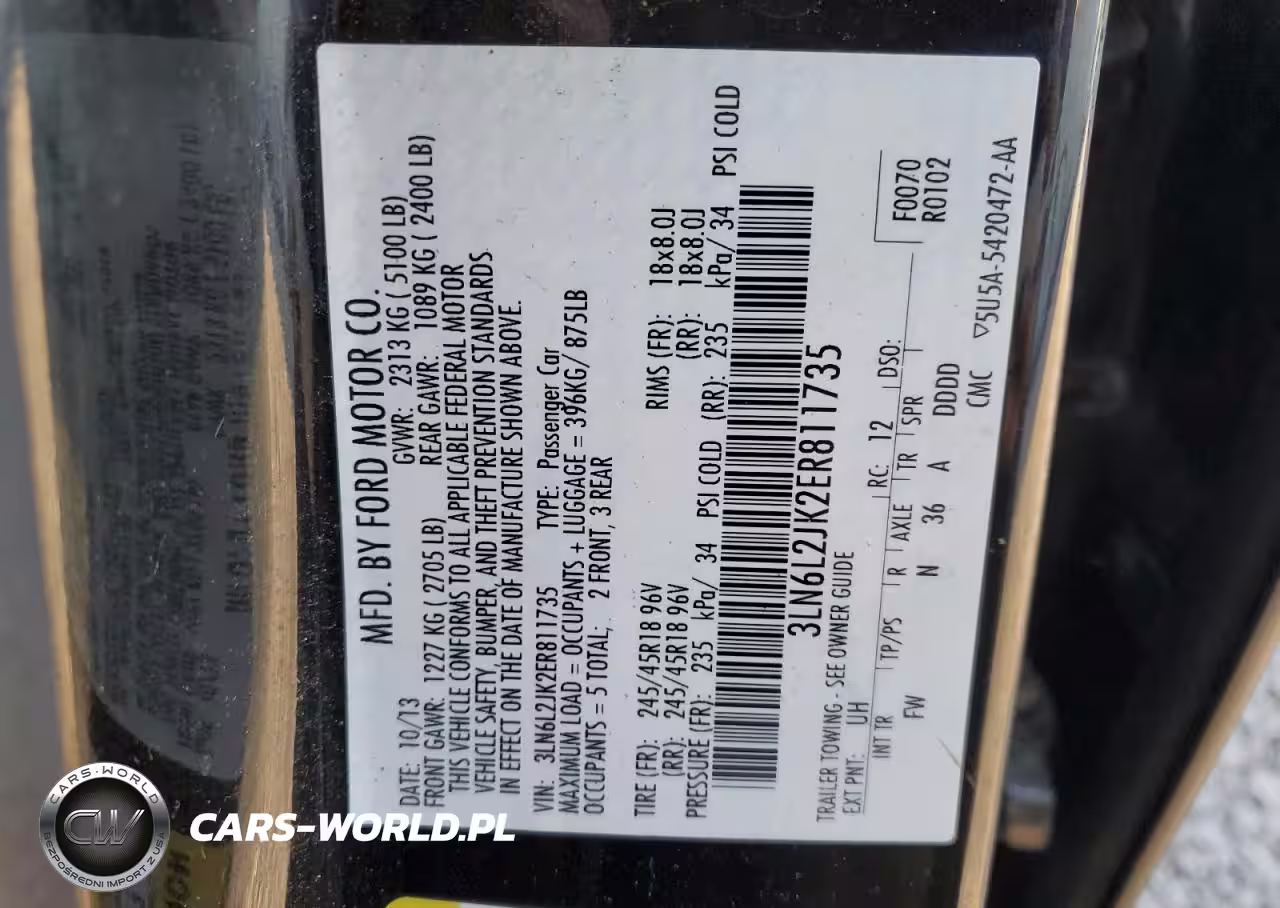 MFD. BY FORD MOTOR CO.
DATE: 10/13 GVWR: 2313 KG ( 5100 LB)
FRONT GAWR: 1227 KG ( 2705 LB) REAR GAWR: 1089 KG ( 2400 LB)
THIS VEHICLE CONFORMS TO ALL APPLICABLE FEDERAL MOTOR
VEHICLE SAFETY, BUMPER, AND THEFT PREVENTION STANDARDS
IN EFFECT ON THE DATE OF MANUFACTURE SHOWN ABOVE.
VIN: 3LN6L2JK2ER811735 TYPE: Passenger Car
MAXIMUM LOAD = OCCUPANTS + LUGGAGE = 396KG/ 875LB
OCCUPANTS = 5 TOTAL; 2 FRONT, 3 REAR
TIRE (FR): 245/45R18 96V RIMS (FR): 18x8.0J
(RR): 245/45R18 96V (RR): 18x8.0J
PRESSURE (FR): 235 kPa/ 34 PSI COLD (RR): 235 kPa/ 34 PSI COLD
3LN6L2JK2ER811735
TRAILER TOWING - SEE OWNER GUIDE
EXT PNT: UH RC: 12 DSO:
F0070
R0102
INT TR TP/PS R AXLE TR SPR
FW N 36 A DDDD
CMC
▽5U5A-5420472-AA
CARS-WORLD
CW
BEZPOŚREDNI IMPORT Z USA
CARS-WORLD.PL